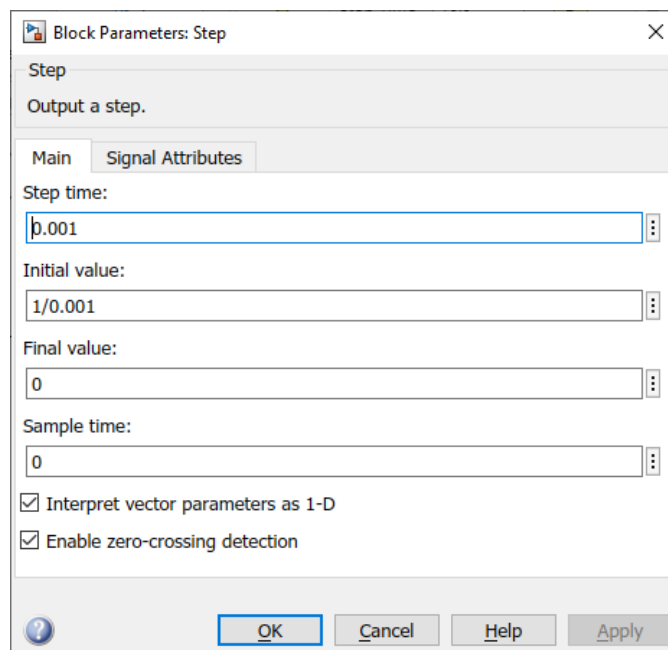 Block Parameters: Step
Step
Output a step.
Main Signal Attributes
Step time:
0.001
Initial value:
1/0.001
Final value:
0
Sample time:
0
Interpret vector parameters as 1-D
Enable zero-crossing detection
OK Cancel Help Apply